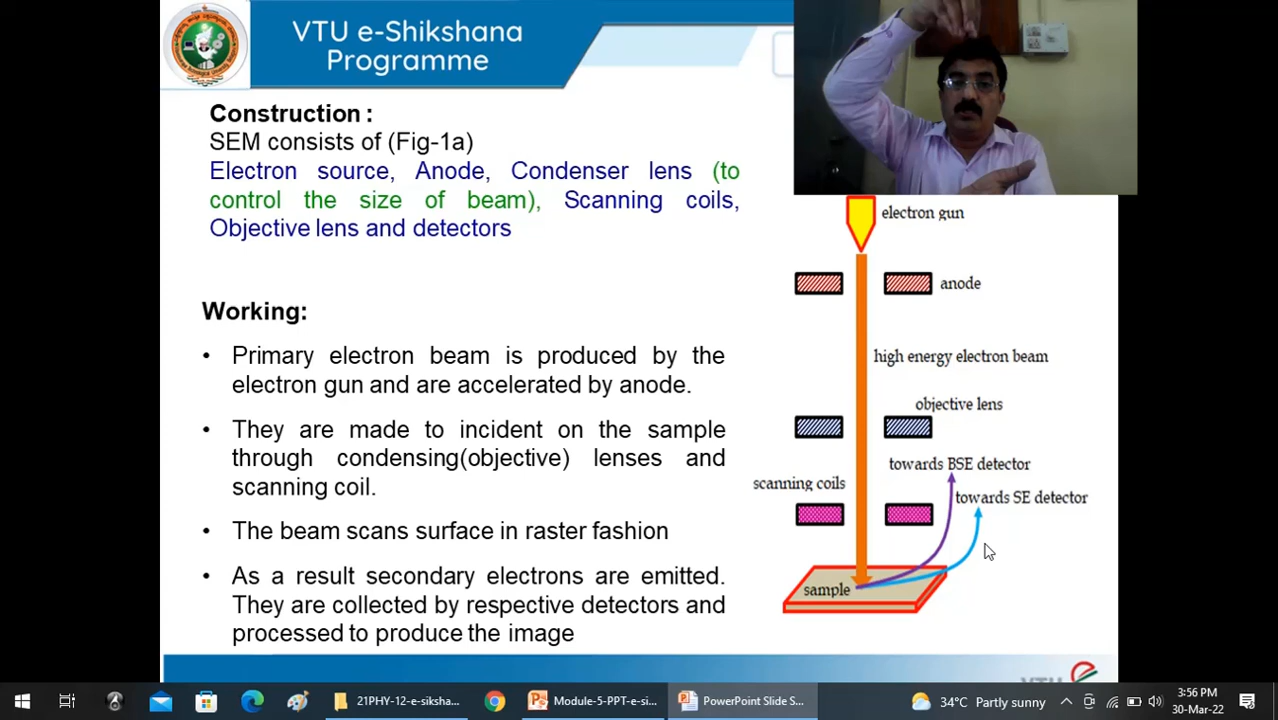 VTU e-Shikshana
Programme
Construction :
SEM consists of (Fig-1a)
Electron source, Anode, Condenser lens (to
control the size of beam), Scanning coils,
Objective lens and detectors
Working:
• Primary electron beam is produced by the
electron gun and are accelerated by anode.
• They are made to incident on the sample
through condensing(objective) lenses and
scanning coil.
• The beam scans surface in raster fashion
• As a result secondary electrons are emitted.
They are collected by respective detectors and
processed to produce the image
electron gun
anode
high energy electron beam
objective lens
towards BSE detector
scanning coils
towards SE detector
sample
VTU
21PHY-12-e-siksha...
Module-5-PPT-e-si...
PowerPoint Slide S...
34°C Partly sunny
3:56 PM
30-Mar-22